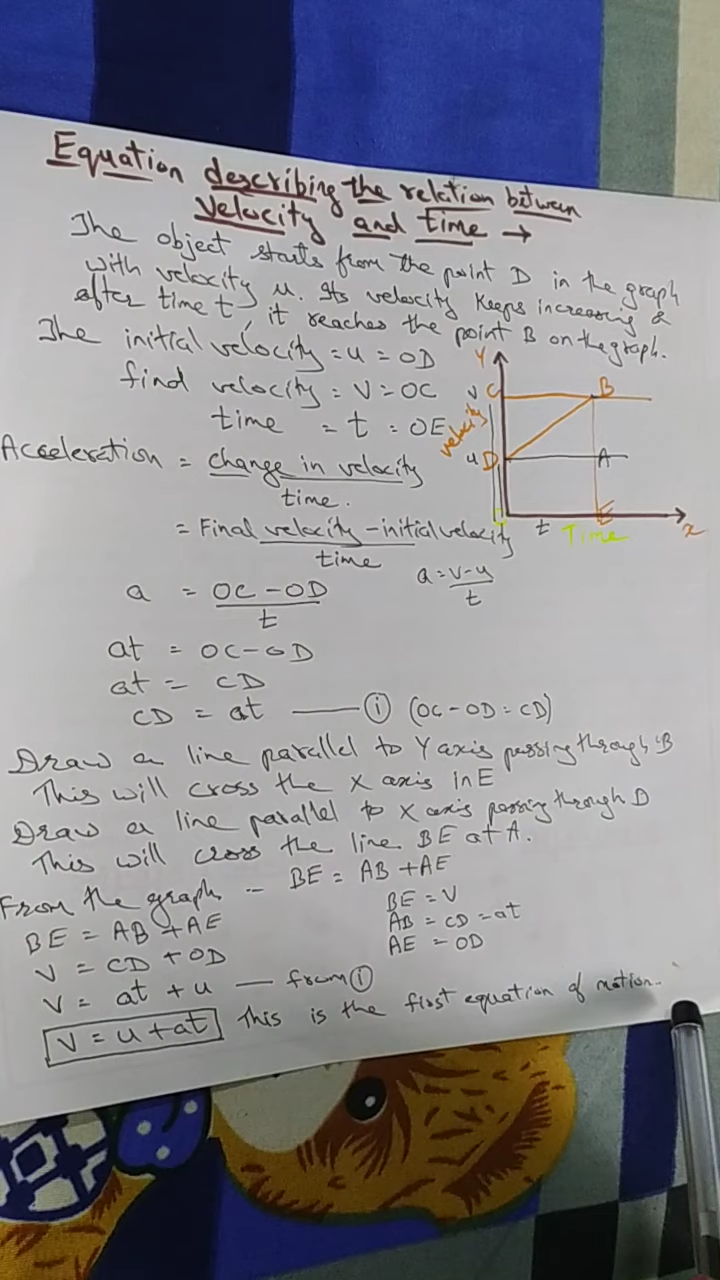 Equation describing the relation between
Velocity and time →
The object starts from the point D in the graph
with velocity u. Its velocity keeps increasing &
after time t, it reaches the point B on the graph.
The initial velocity = u = OD
find velocity = V = OC
time = t = OE
Y
V C B
velocity
u D A
E
t Time x
Acceleration = change in velocity
time.
= Final velocity - initial velocity
time
a = OC - OD
t
a = v-u
t
at = OC - OD
at = CD
CD = at —— ① (OC - OD = CD)
Draw a line parallel to Y axis passing through B
This will cross the X axis in E
Draw a line parallel to X axis passing through D
This will cross the line BE at A.
From the graph - BE = AB + AE
BE = AB + AE
BE = V
AB = CD = at
V = CD + OD
AE = OD
V = at + u — from ①
V = u + at This is the first equation of motion..